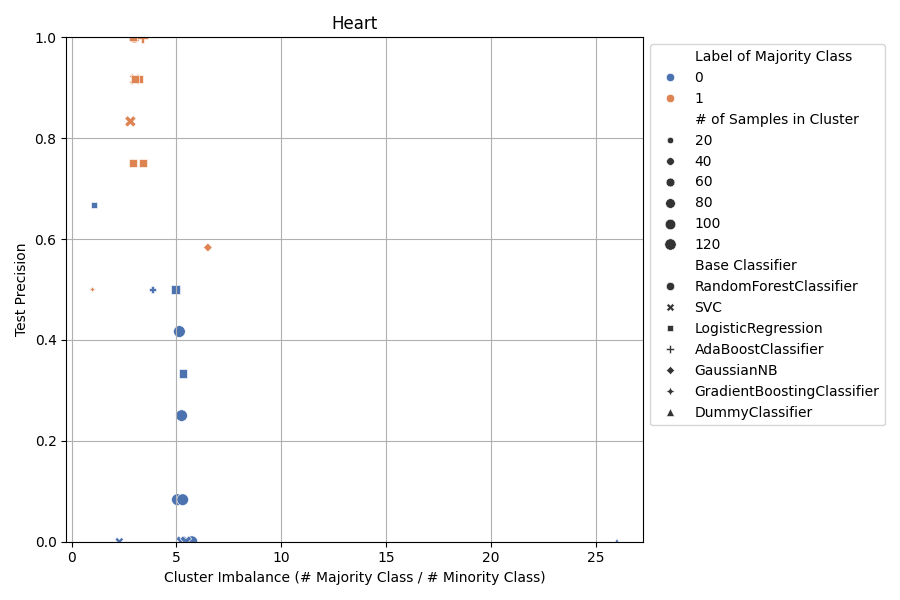 Heart
1.0
0.8
0.6
0.4
0.2
0.0
Test Precision
0
5
10
15
20
25
Cluster Imbalance (# Majority Class / # Minority Class)
Label of Majority Class
0
1
# of Samples in Cluster
20
40
60
80
100
120
Base Classifier
RandomForestClassifier
SVC
LogisticRegression
AdaBoostClassifier
GaussianNB
GradientBoostingClassifier
DummyClassifier